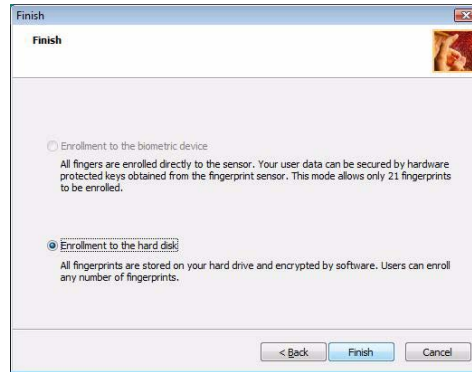 Finish
Finish
Enrollment to the biometric device
All fingers are enrolled directly to the sensor. Your user data can be secured by hardware
protected keys obtained from the fingerprint sensor. This mode allows only 21 fingerprints
to be enrolled.
Enrollment to the hard disk
All fingerprints are stored on your hard drive and encrypted by software. Users can enroll
any number of fingerprints.
< Back Finish Cancel